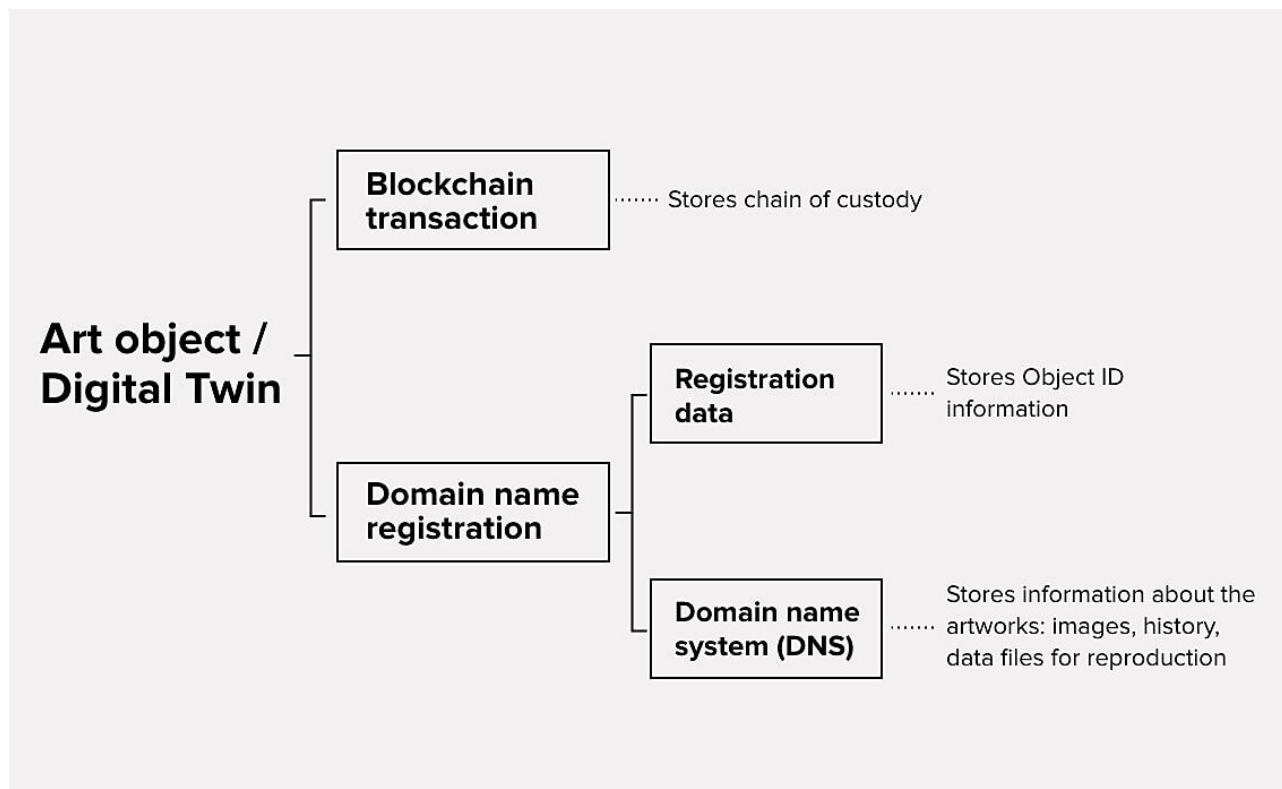 Blockchain
transaction
Stores chain of custody
Art object /
Digital Twin
Registration
data
Stores Object ID
information
Domain name
registration
Domain name
system (DNS)
Stores information about the
artworks: images, history,
data files for reproduction